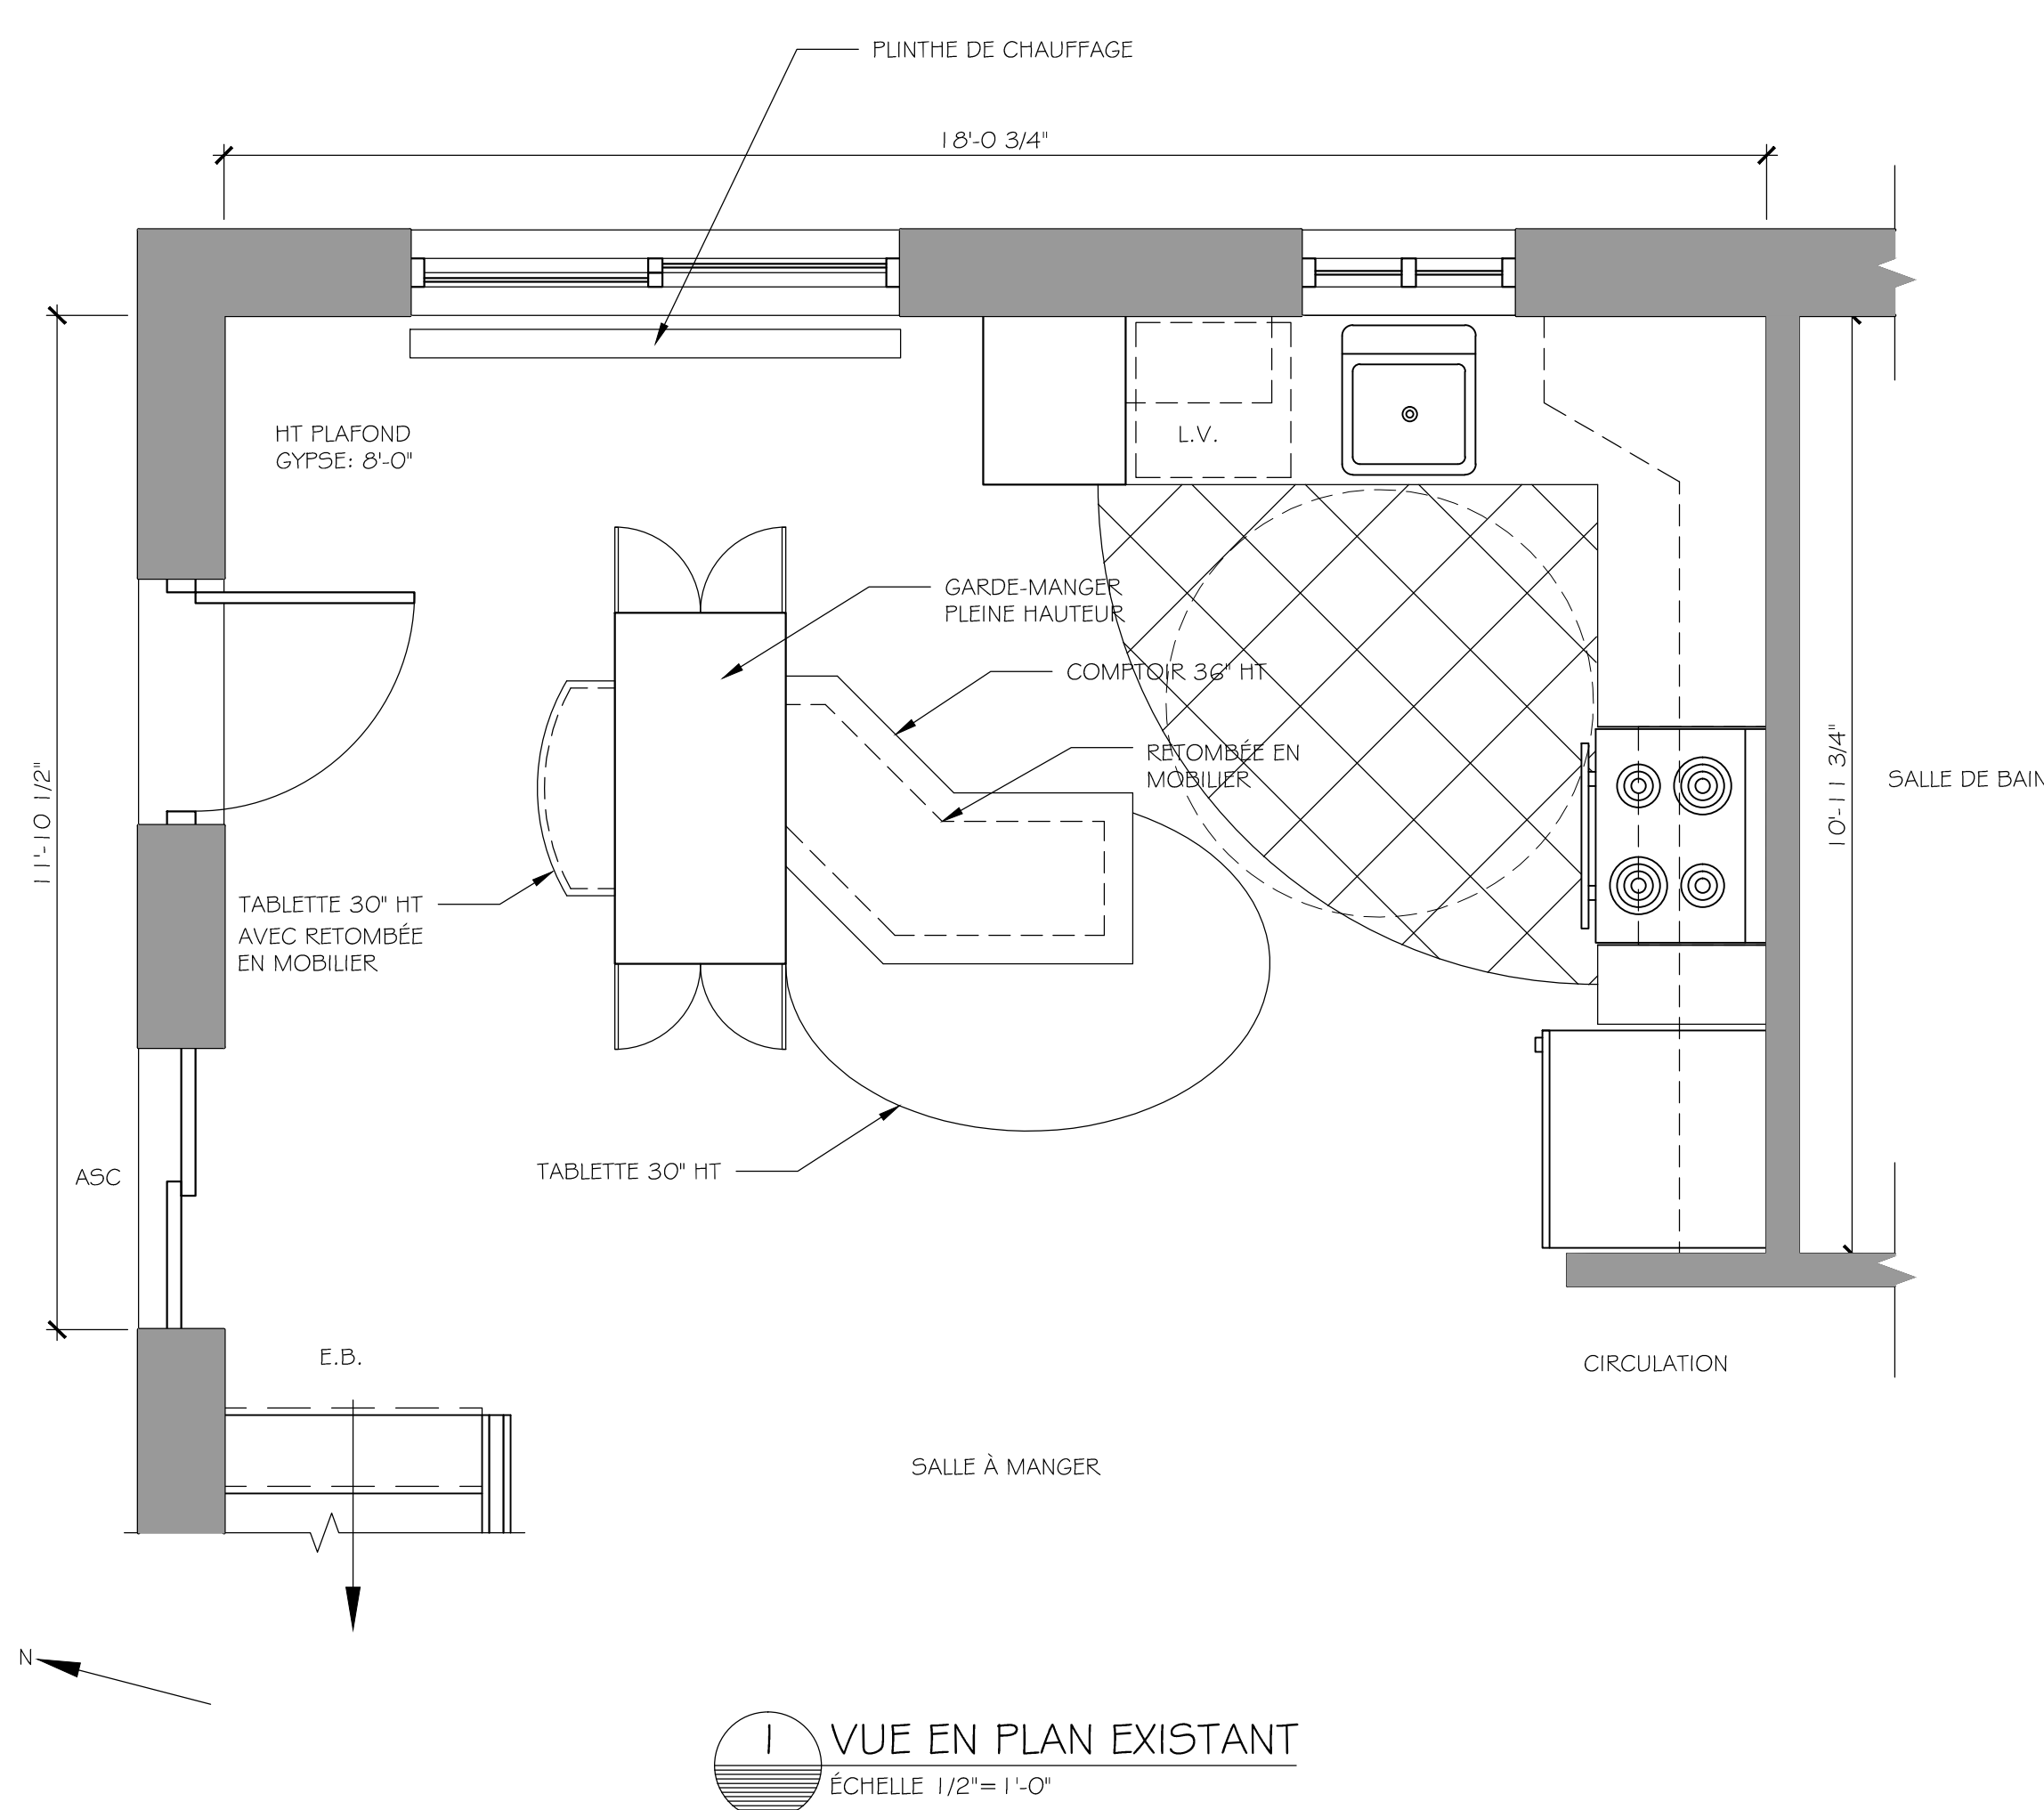 PLINTHE DE CHAUFFAGE
18'-0 3/4"
HT PLAFOND
GYPSE: 8'-0"
L.V.
GARDE-MANGER
PLEINE HAUTEUR
COMPTOIR 36" HT
RETOMBÉE EN
MOBILIER
11'-10 1/2"
10'-11 3/4"
SALLE DE BAIN
TABLETTE 30" HT
AVEC RETOMBÉE
EN MOBILIER
ASC
TABLETTE 30" HT
E.B.
CIRCULATION
SALLE À MANGER
N
1
VUE EN PLAN EXISTANT
ÉCHELLE 1/2"=1'-0"